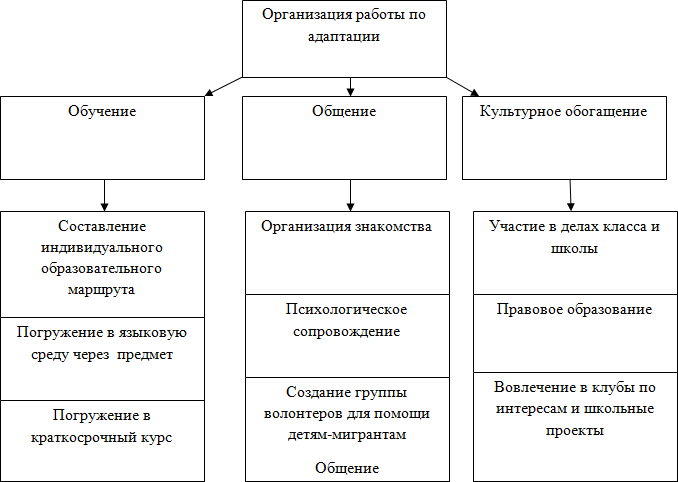 Организация работы по
адаптации
Обучение
Общение
Культурное обогащение
Составление
индивидуального
образовательного
маршрута
Погружение в языковую
среду через предмет
Погружение в
краткосрочный курс
Организация знакомства
Психологическое
сопровождение
Создание группы
волонтеров для помощи
детям-мигрантам
Общение
Участие в делах класса и
школы
Правовое образование
Вовлечение в клубы по
интересам и школьные
проекты